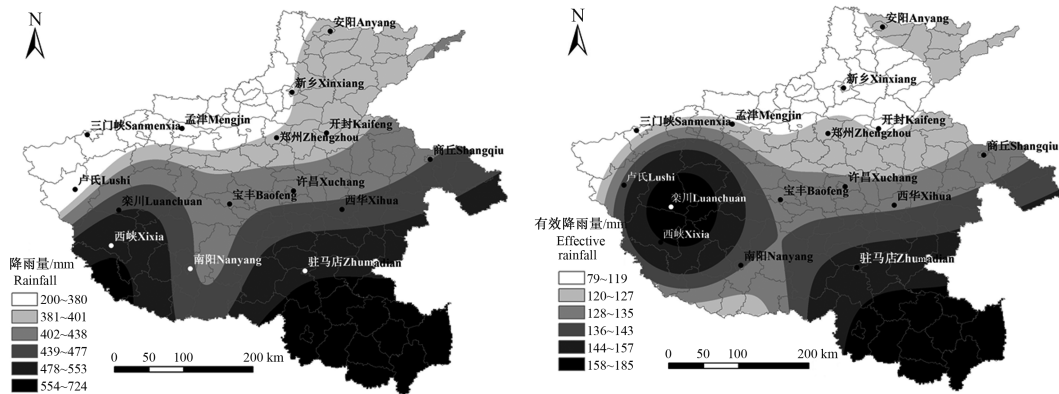 N
安阳Anyang
新乡Xinxiang
三门峡Sanmenxia
孟津Mengjin
开封Kaifeng
郑州Zhengzhou
商丘Shangqiu
卢氏Lushi
许昌Xuchang
宝丰Baofeng
栾川Luanchuan
西华Xihua
西峡Xixia
南阳Nanyang
驻马店Zhumadian
降雨量/mm
Rainfall
200~380
381~401
402~438
439~477
478~553
554~724
0 50 100 200 km
N
安阳Anyang
新乡Xinxiang
三门峡Sanmenxia
孟津Mengjin
开封Kaifeng
郑州Zhengzhou
商丘Shangqiu
卢氏Lushi
许昌Xuchang
宝丰Baofeng
栾川Luanchuan
西华Xihua
西峡Xixia
南阳Nanyang
驻马店Zhumadian
有效降雨量/mm
Effective
rainfall
79~119
120~127
128~135
136~143
144~157
158~185
0 50 100 200 km